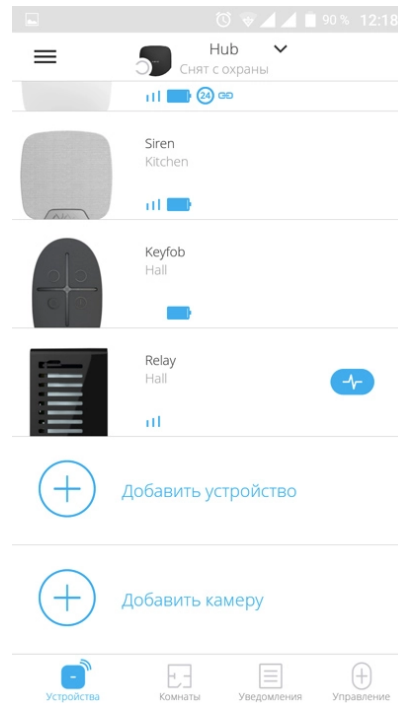 90 % 12:18
Hub
Снят с охраны
24
Siren
Kitchen
Keyfob
Hall
Relay
Hall
Добавить устройство
Добавить камеру
Устройства
Комнаты
Уведомления
Управление